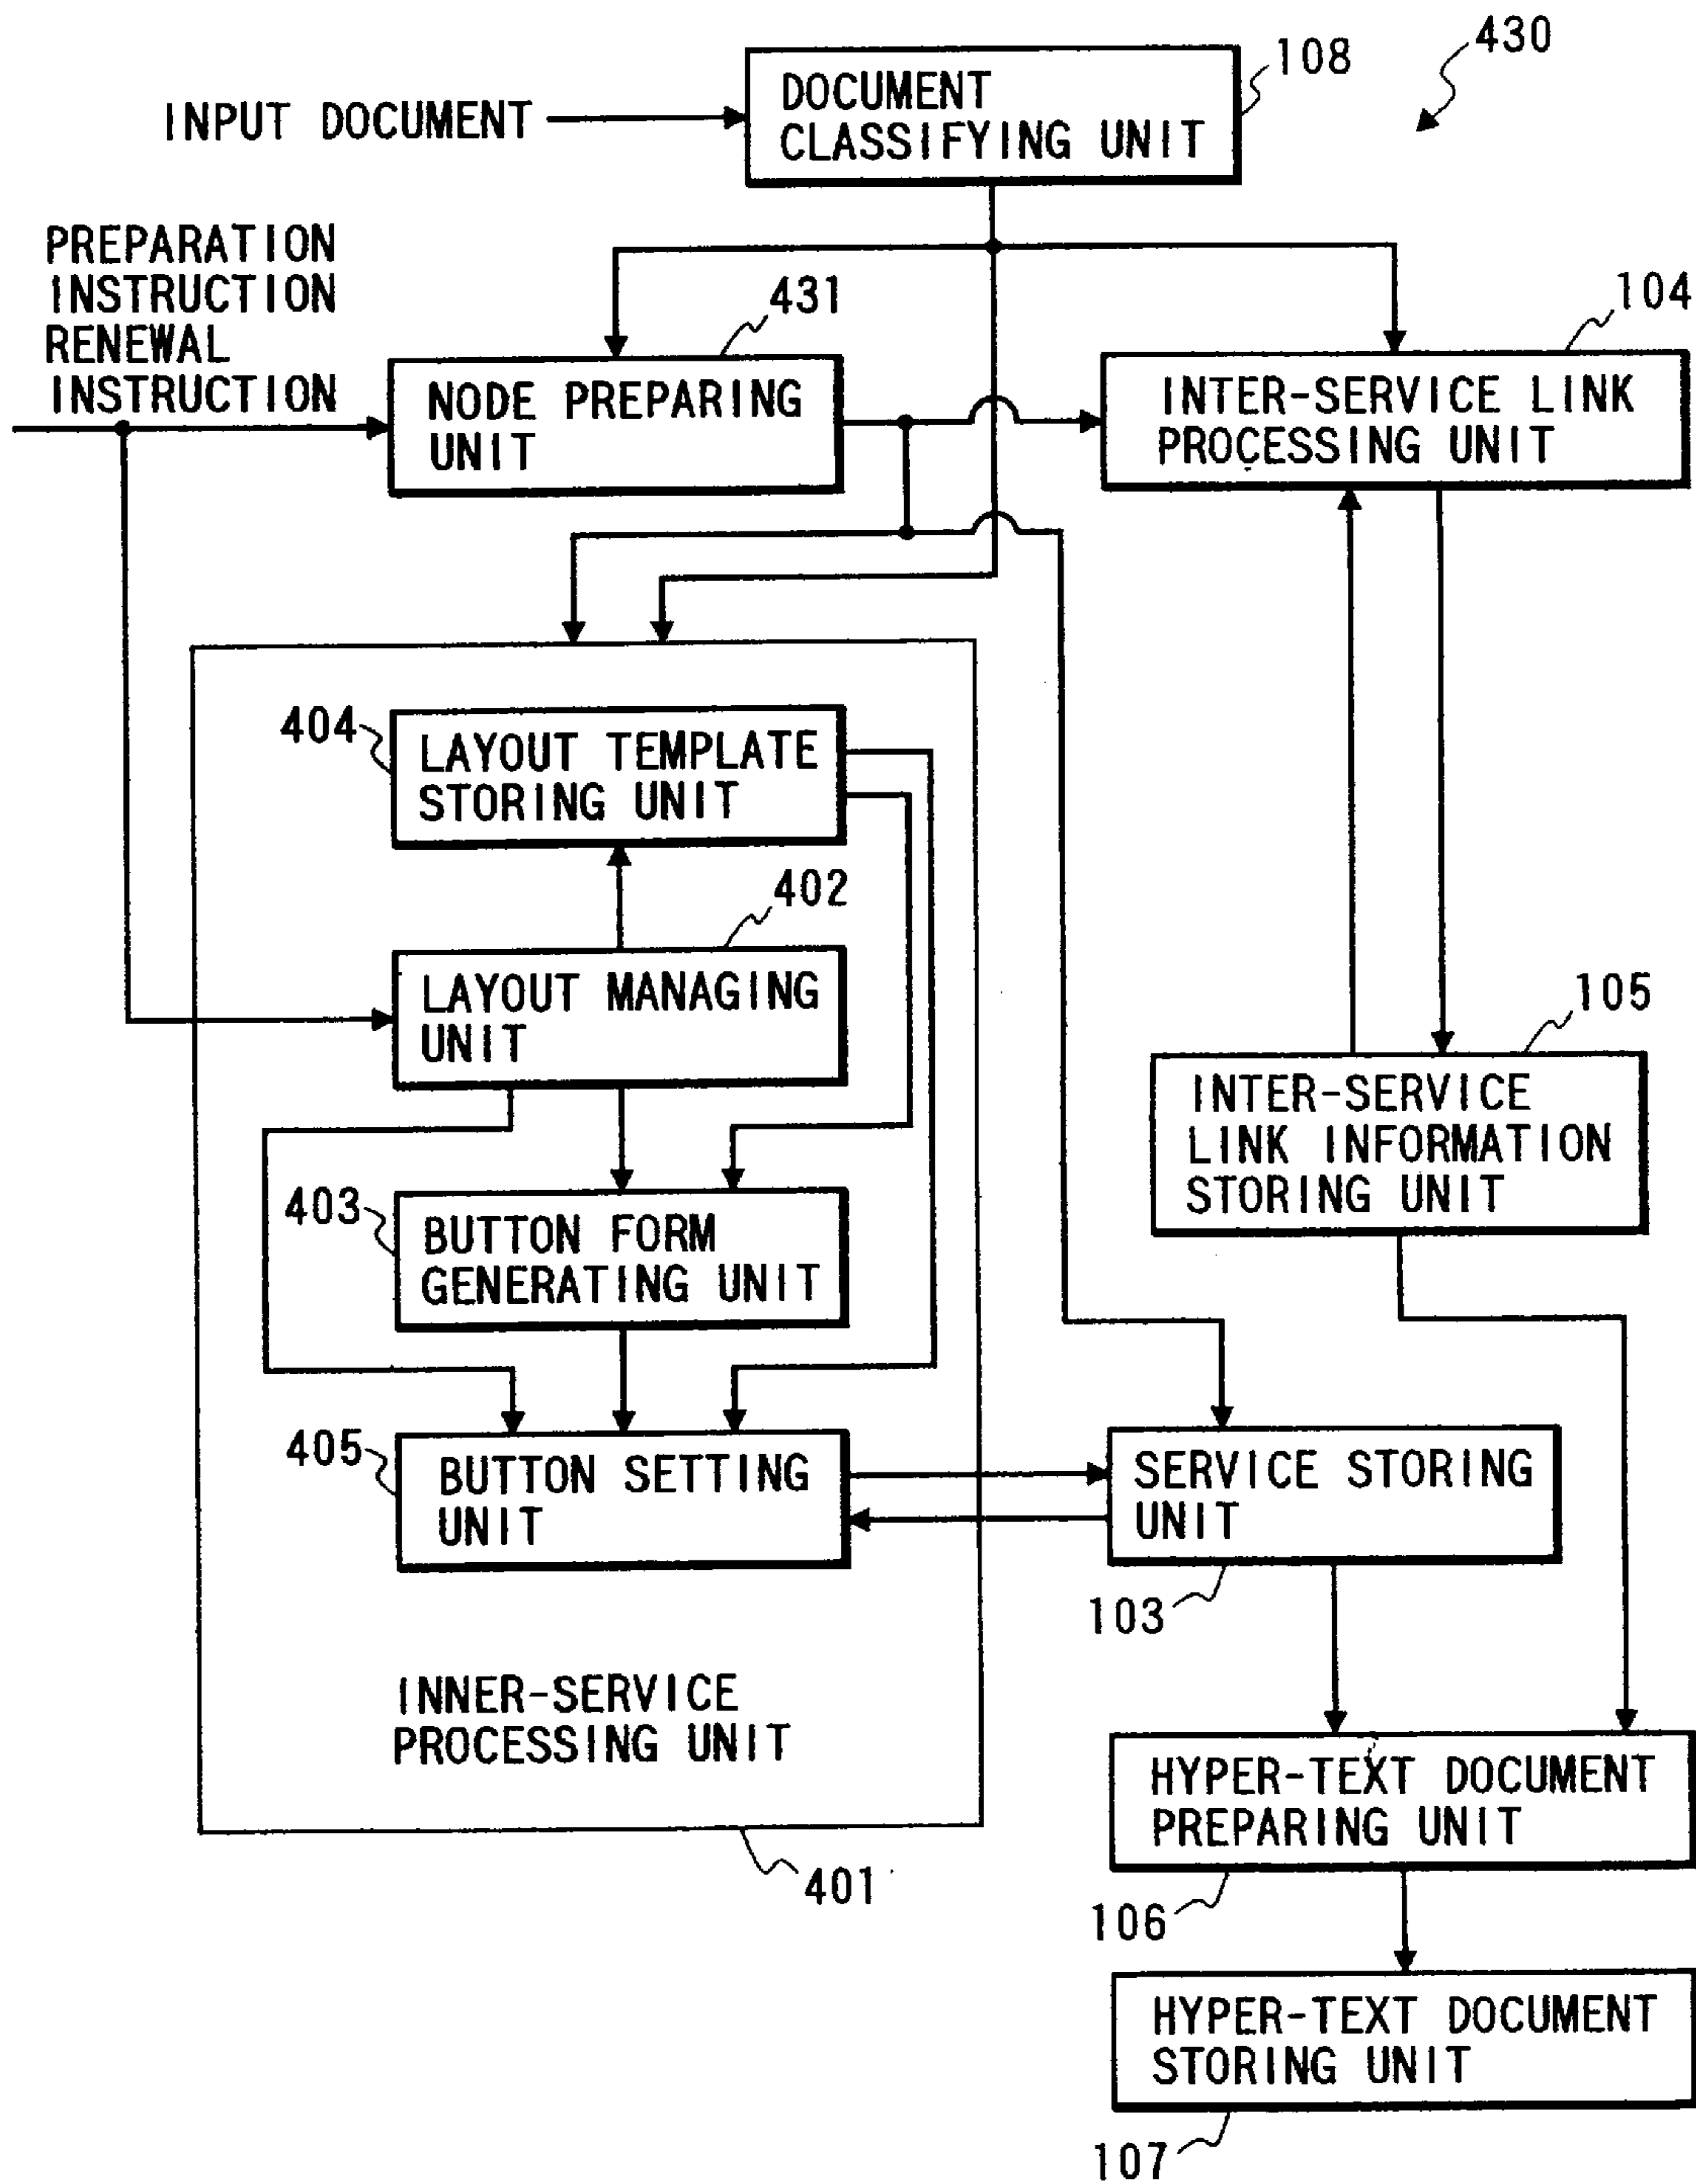 430
108
DOCUMENT
CLASSIFYING UNIT
INPUT DOCUMENT
PREPARATION
INSTRUCTION
RENEWAL
INSTRUCTION
431
NODE PREPARING
UNIT
104
INTER-SERVICE LINK
PROCESSING UNIT
404
LAYOUT TEMPLATE
STORING UNIT
402
LAYOUT MANAGING
UNIT
105
INTER-SERVICE
LINK INFORMATION
STORING UNIT
403
BUTTON FORM
GENERATING UNIT
405
BUTTON SETTING
UNIT
SERVICE STORING
UNIT
103
INNER-SERVICE
PROCESSING UNIT
401
HYPER-TEXT DOCUMENT
PREPARING UNIT
106
HYPER-TEXT DOCUMENT
STORING UNIT
107